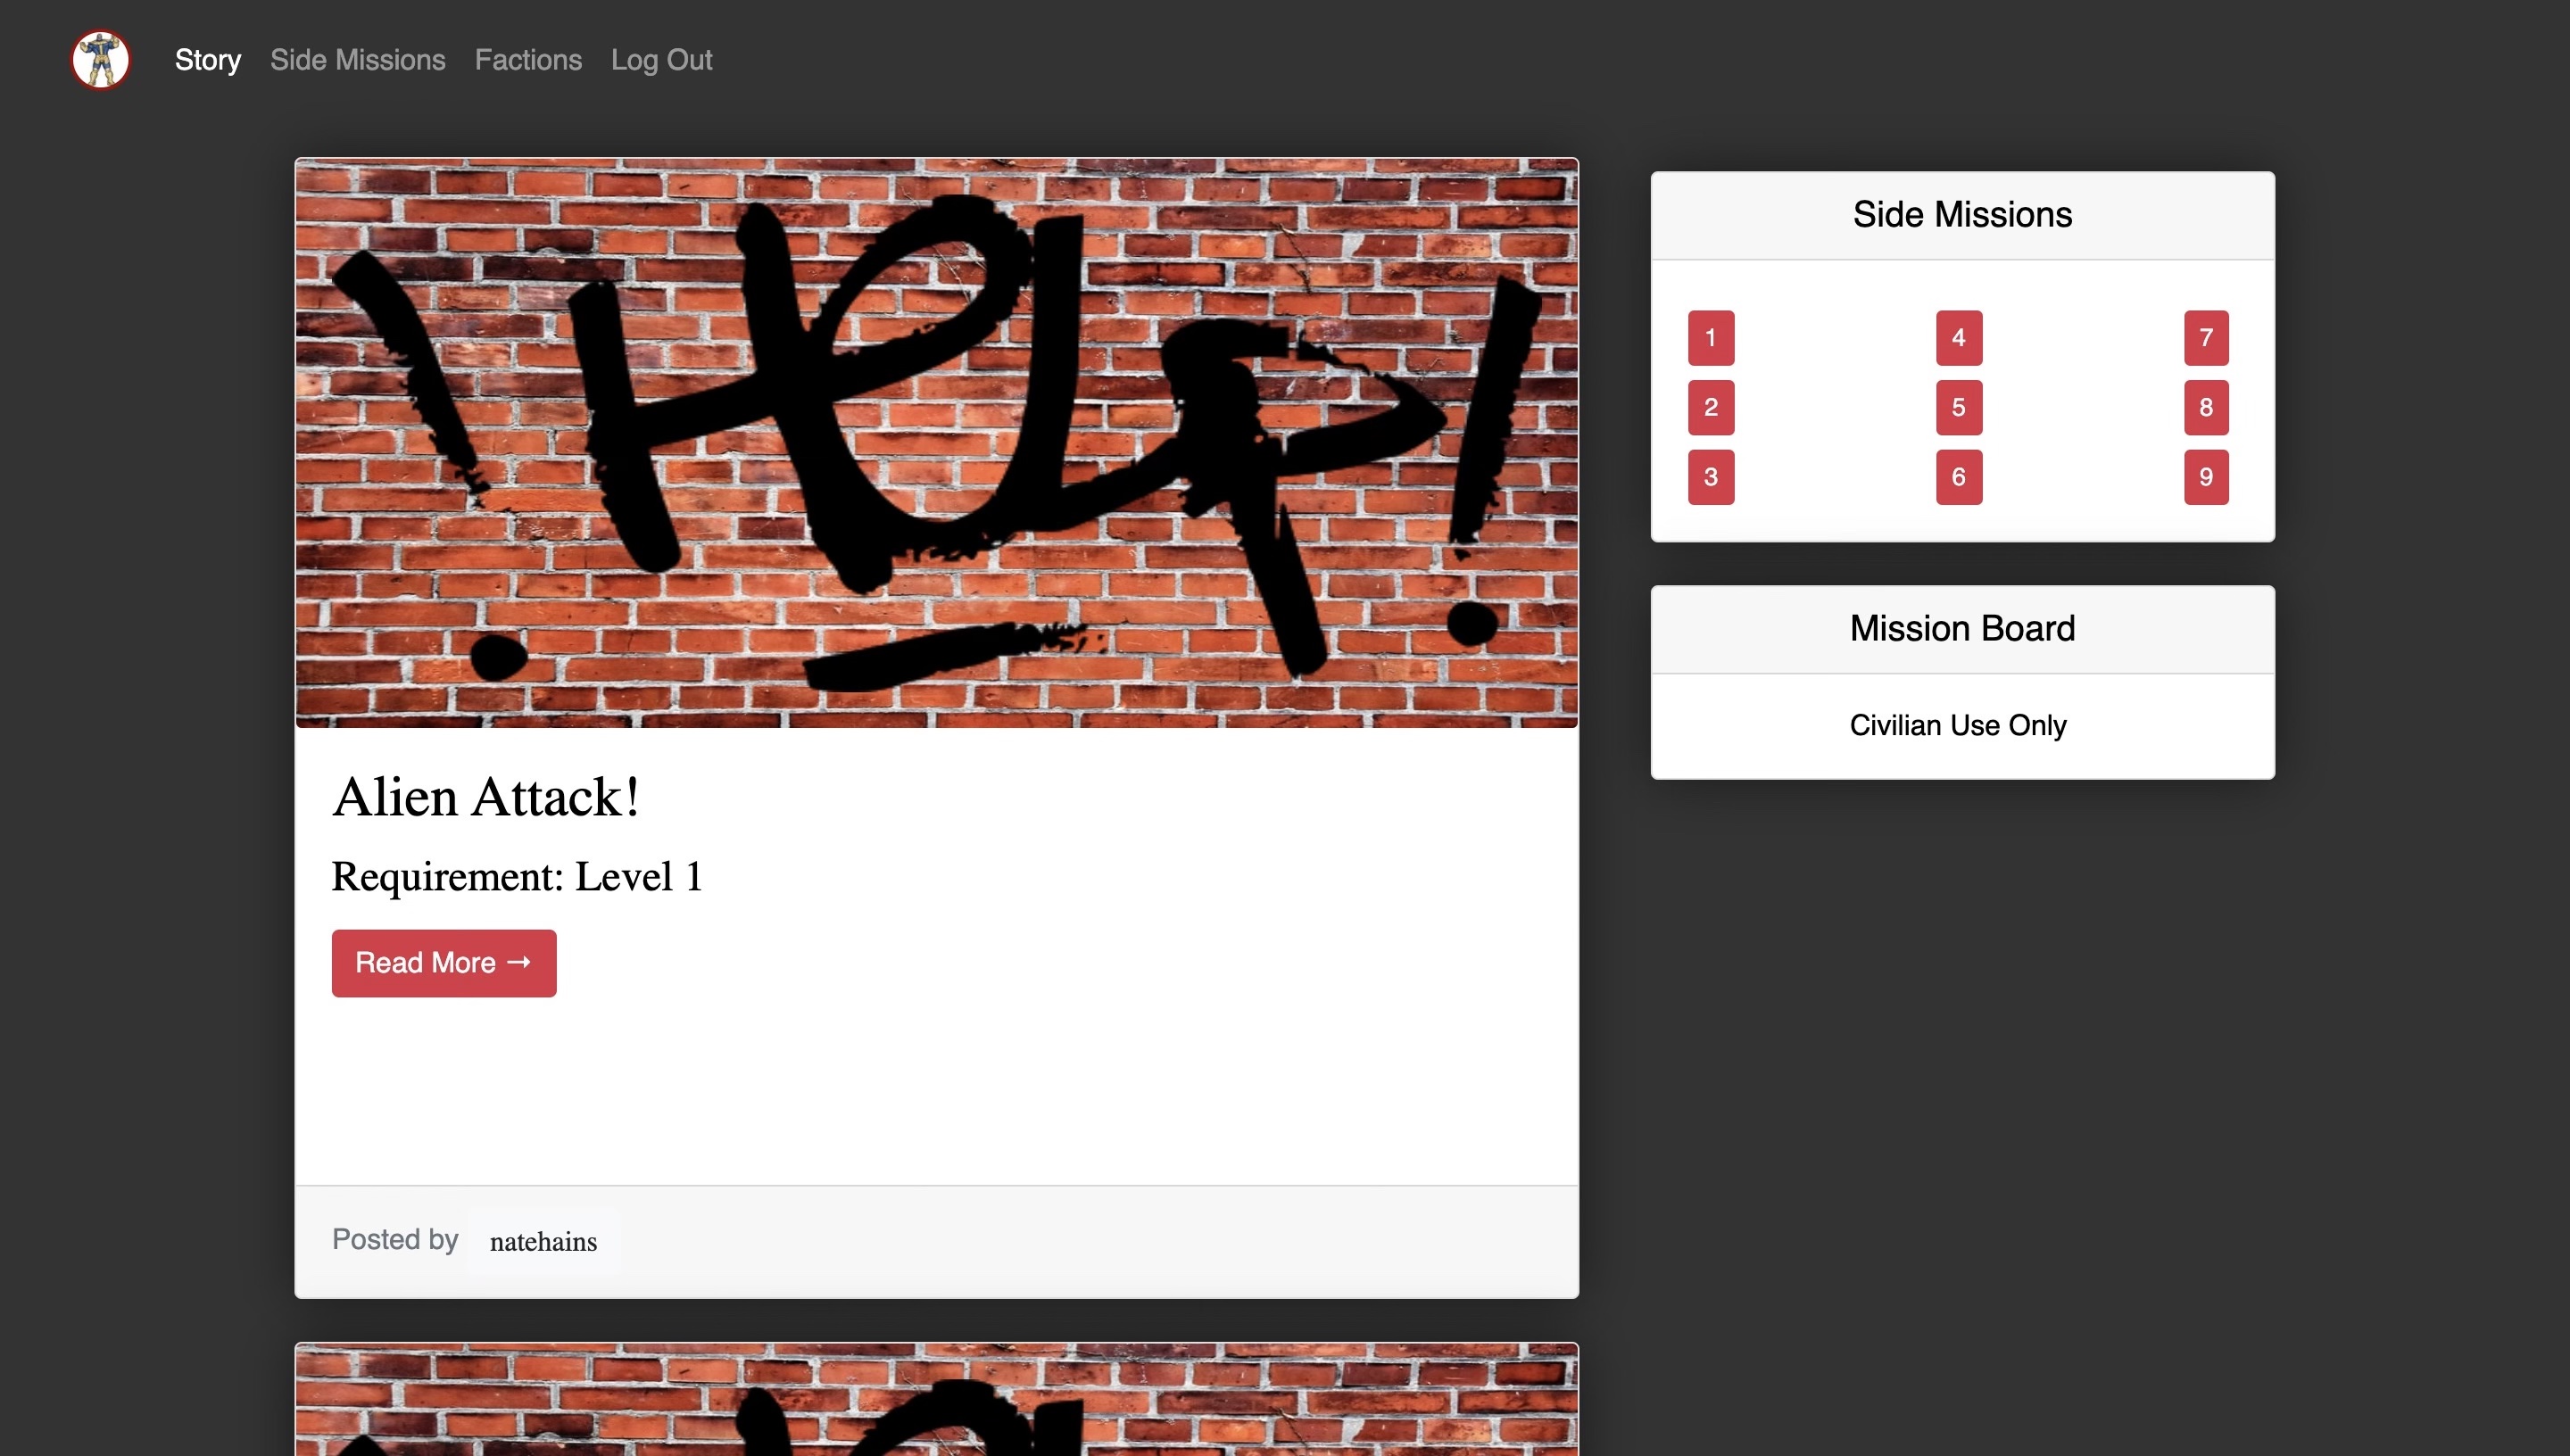 Story Side Missions Factions Log Out
¡HELP!
Alien Attack!
Requirement: Level 1
Read More →
Posted by natehains
Side Missions
1 4 7
2 5 8
3 6 9
Mission Board
Civilian Use Only